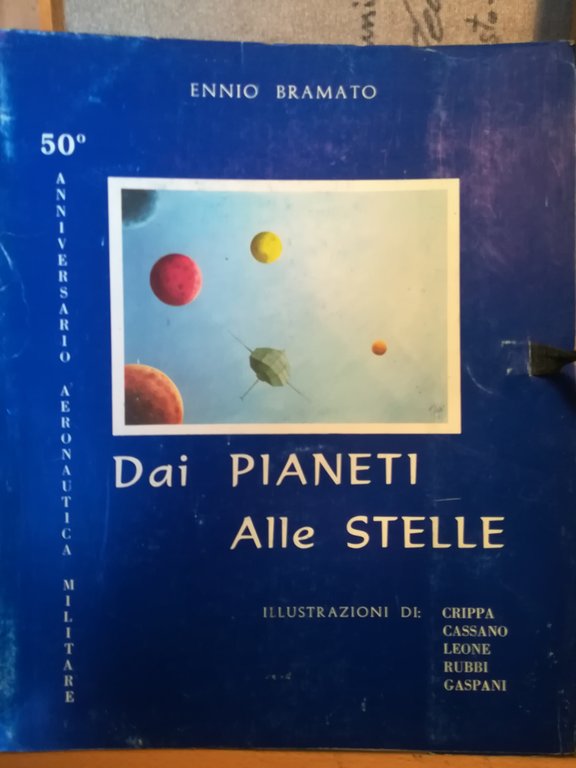 ENNIO BRAMATO
50°
ANNIVERSARIO AERONAUTICA MILITARE
Dai PIANETI
Alle STELLE
ILLUSTRAZIONI DI: CRIPPA
CASSANO
LEONE
RUBBI
GASPANI